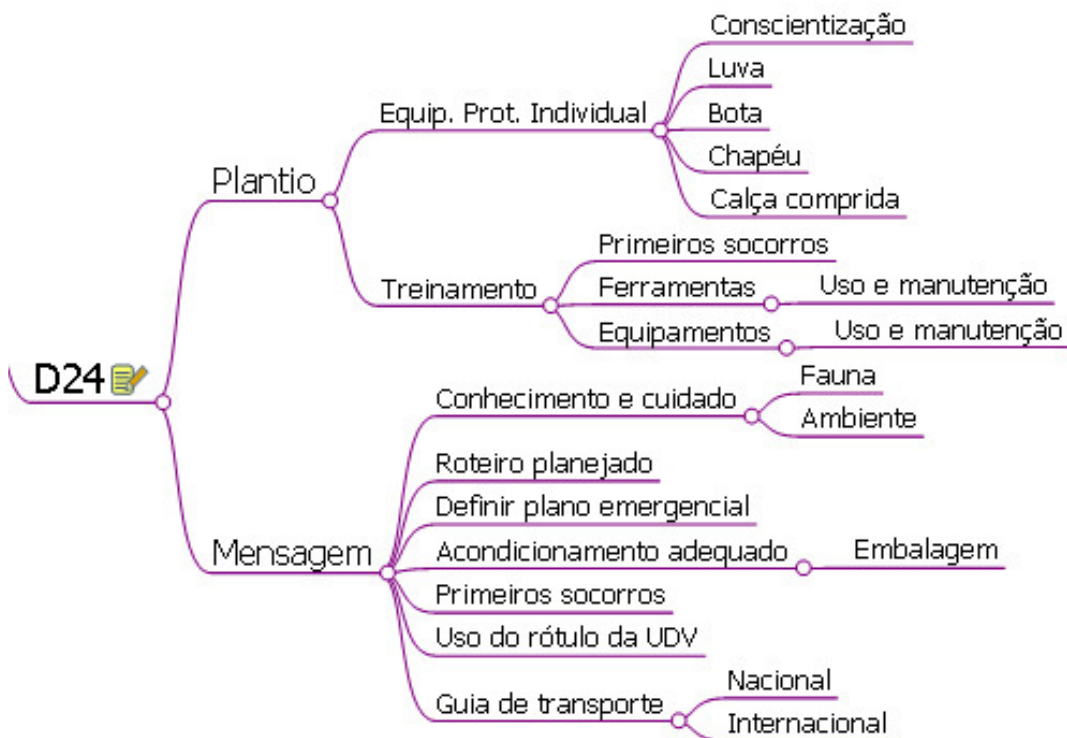 D24
Plantio
Equip. Prot. Individual
Conscientização
Luva
Bota
Chapéu
Calça comprida
Treinamento
Primeiros socorros
Ferramentas
Uso e manutenção
Equipamentos
Uso e manutenção
Mensagem
Conhecimento e cuidado
Fauna
Ambiente
Roteiro planejado
Definir plano emergencial
Acondicionamento adequado
Embalagem
Primeiros socorros
Uso do rótulo da UDV
Guia de transporte
Nacional
Internacional